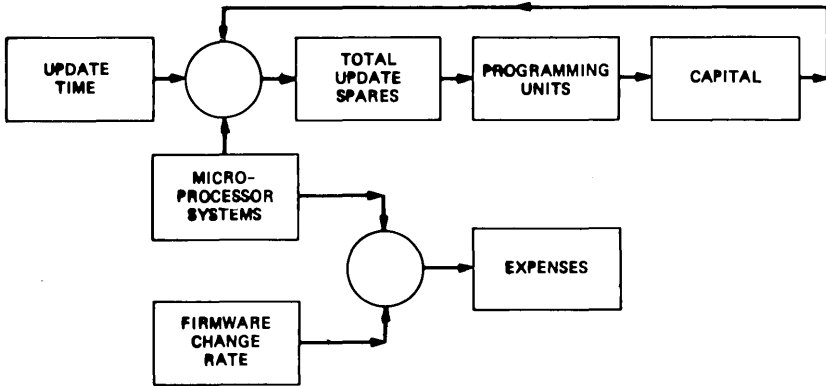 UPDATE
TIME
TOTAL
UPDATE
SPARES
PROGRAMMING
UNITS
CAPITAL
MICRO-
PROCESSOR
SYSTEMS
EXPENSES
FIRMWARE
CHANGE
RATE